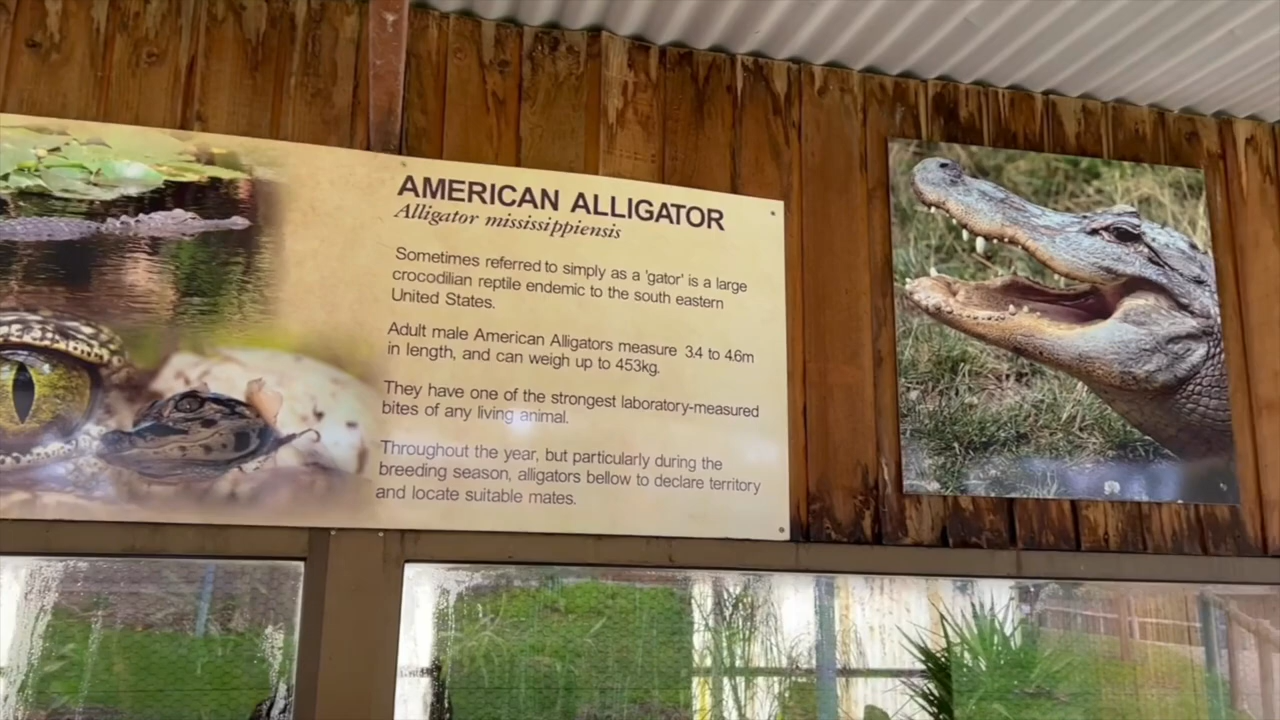 AMERICAN ALLIGATOR
Alligator mississippiensis
Sometimes referred to simply as a 'gator' is a large
crocodilian reptile endemic to the south eastern
United States.
Adult male American Alligators measure 3.4 to 4.6m
in length, and can weigh up to 453kg.
They have one of the strongest laboratory-measured
bites of any living animal.
Throughout the year, but particularly during the
breeding season, alligators bellow to declare territory
and locate suitable mates.